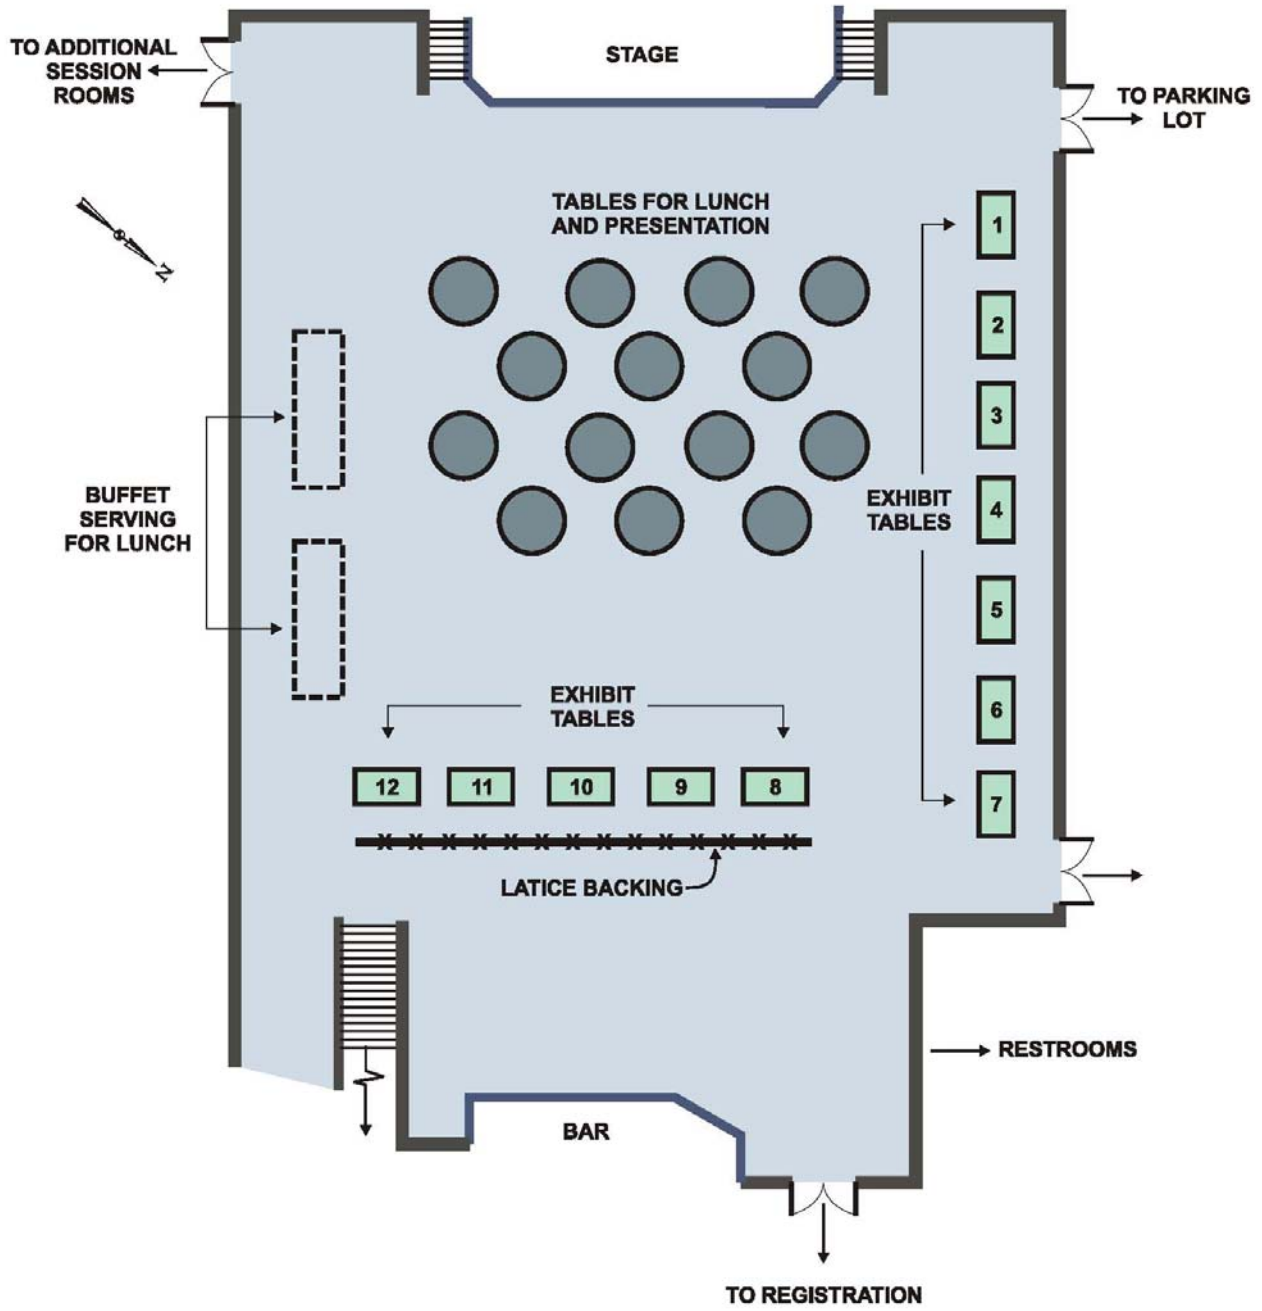 STAGE
TO ADDITIONAL
SESSION
ROOMS
TO PARKING
LOT
TABLES FOR LUNCH
AND PRESENTATION
N
1
2
3
4
5
6
7
EXHIBIT
TABLES
BUFFET
SERVING
FOR LUNCH
EXHIBIT
TABLES
12 11 10 9 8
LATICE BACKING
RESTROOMS
BAR
TO REGISTRATION